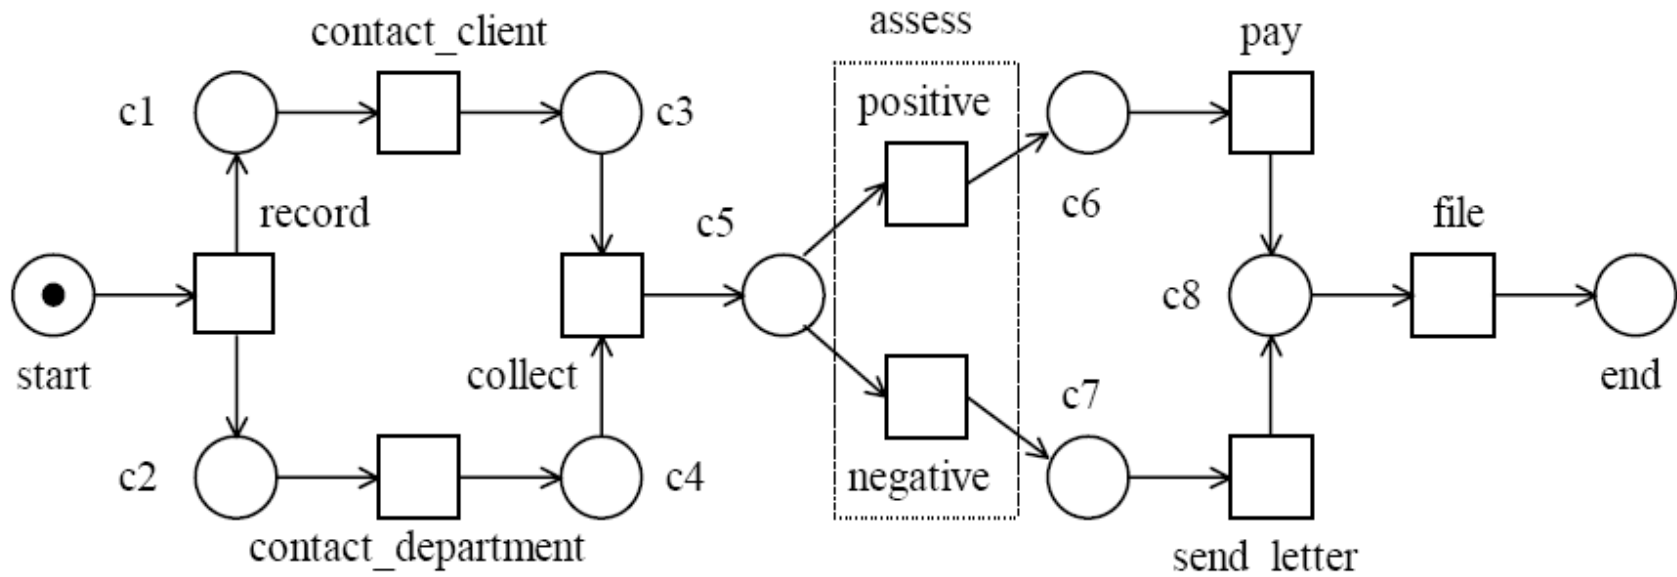 contact_client
assess
pay
c1
c3
positive
record
c5
c6
file
start
collect
c8
end
c7
c2
c4
negative
contact_department
send_letter